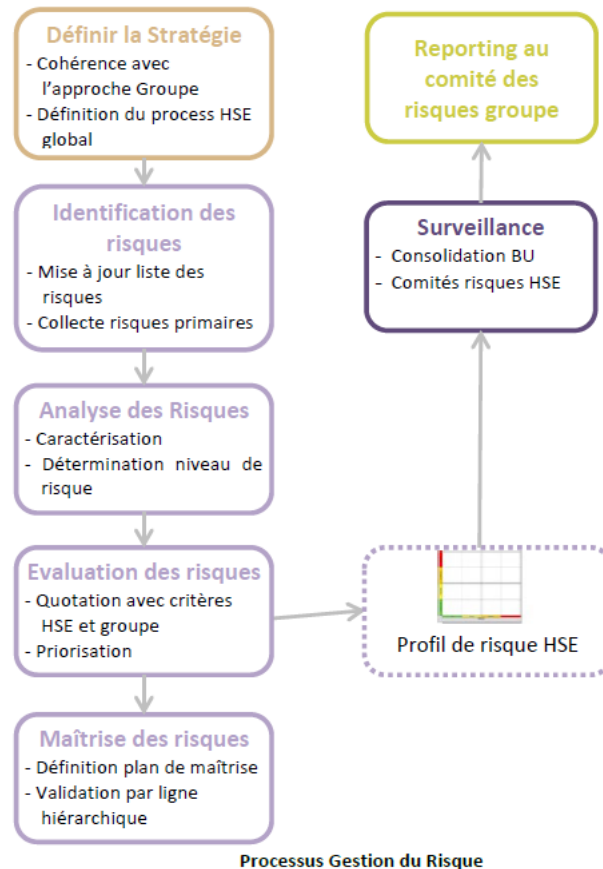 Définir la Stratégie
- Cohérence avec
l'approche Groupe
- Définition du process HSE
global
Identification des
risques
- Mise à jour liste des
risques
- Collecte risques primaires
Analyse des Risques
- Caractérisation
- Détermination niveau de
risque
Evaluation des risques
- Quotation avec critères
HSE et groupe
- Priorisation
Maîtrise des risques
- Définition plan de maîtrise
- Validation par ligne
hiérarchique
Profil de risque HSE
Surveillance
- Consolidation BU
- Comités risques HSE
Reporting au
comité des
risques groupe
Processus Gestion du Risque